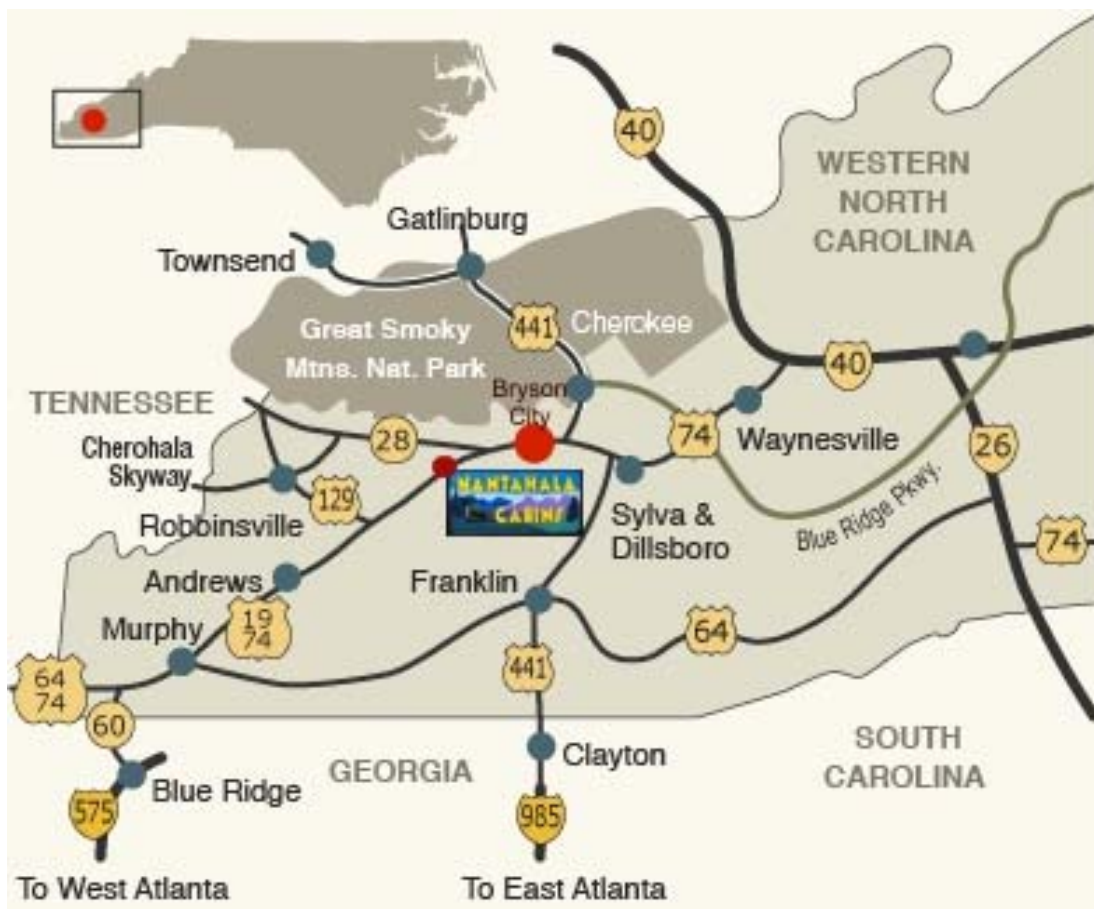 40
WESTERN
NORTH
CAROLINA
Gatlinburg
Townsend
441
Cherokee
Great Smoky
Mtns. Nat. Park
40
Bryson
City
TENNESSEE
28
74
Waynesville
26
Cherohala
Skyway
129
NANTAHALA
CABINS
Robbinsville
Sylva &
Dillsboro
Blue Ridge Pkwy.
74
Andrews
Franklin
19
74
Murphy
64
441
64
74
60
Clayton
SOUTH
CAROLINA
GEORGIA
Blue Ridge
575
985
To West Atlanta
To East Atlanta